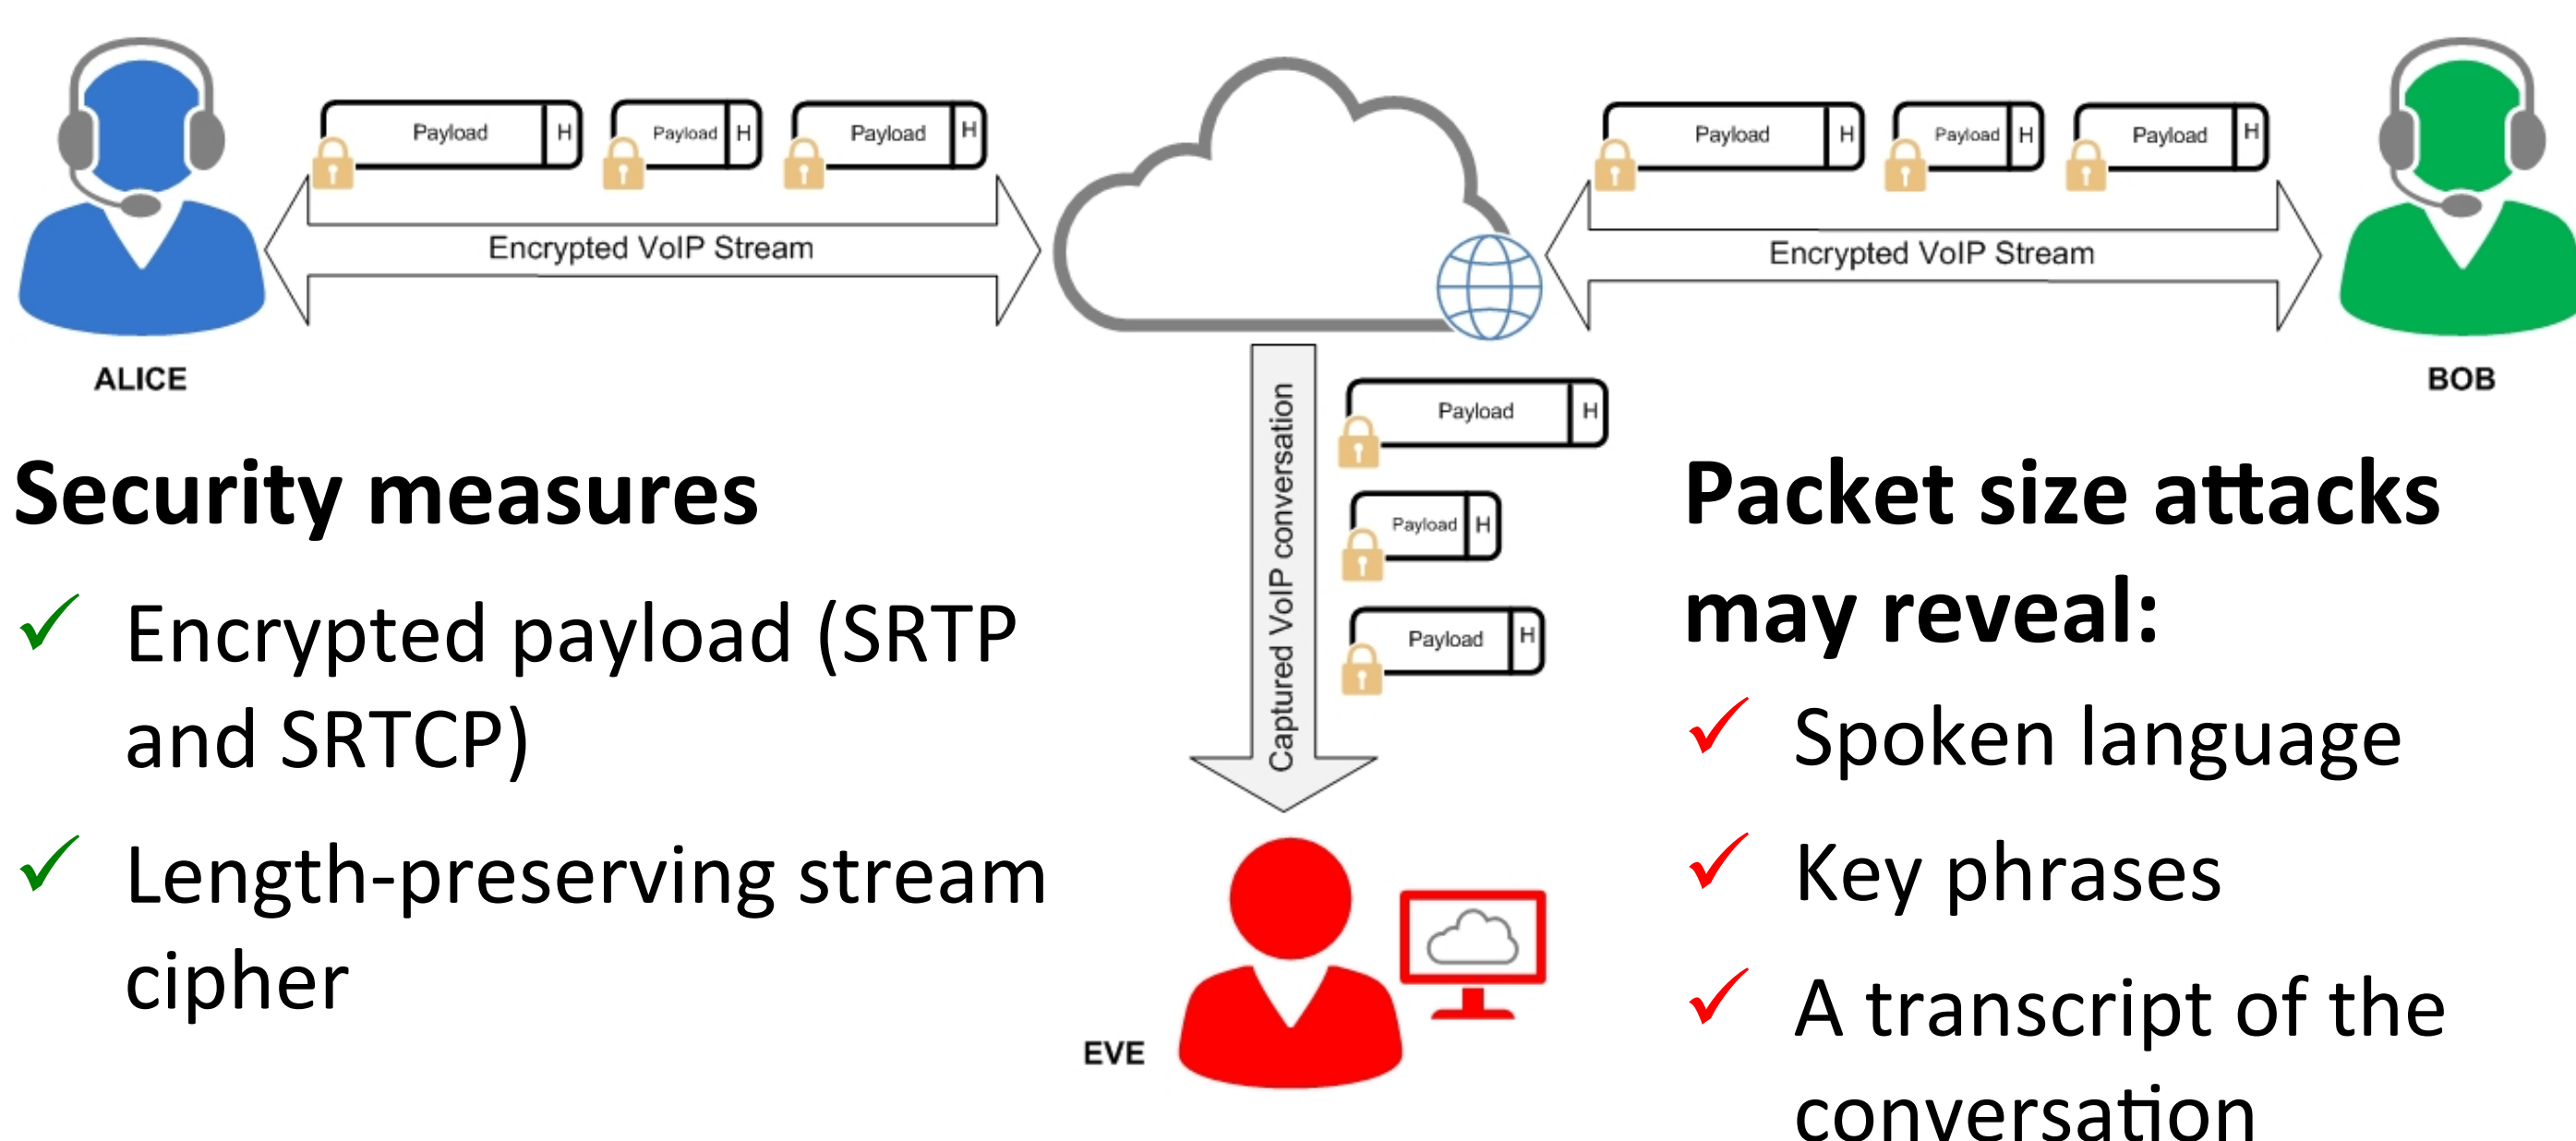 Payload H Payload H Payload H
Payload H Payload H Payload H
Encrypted VoIP Stream
Encrypted VoIP Stream
ALICE
BOB
Captured VoIP conversation
Payload H
Payload H
Payload H
Security measures
Encrypted payload (SRTP
and SRTCP)
Length-preserving stream
cipher
EVE
Packet size attacks
may reveal:
Spoken language
Key phrases
A transcript of the
conversation